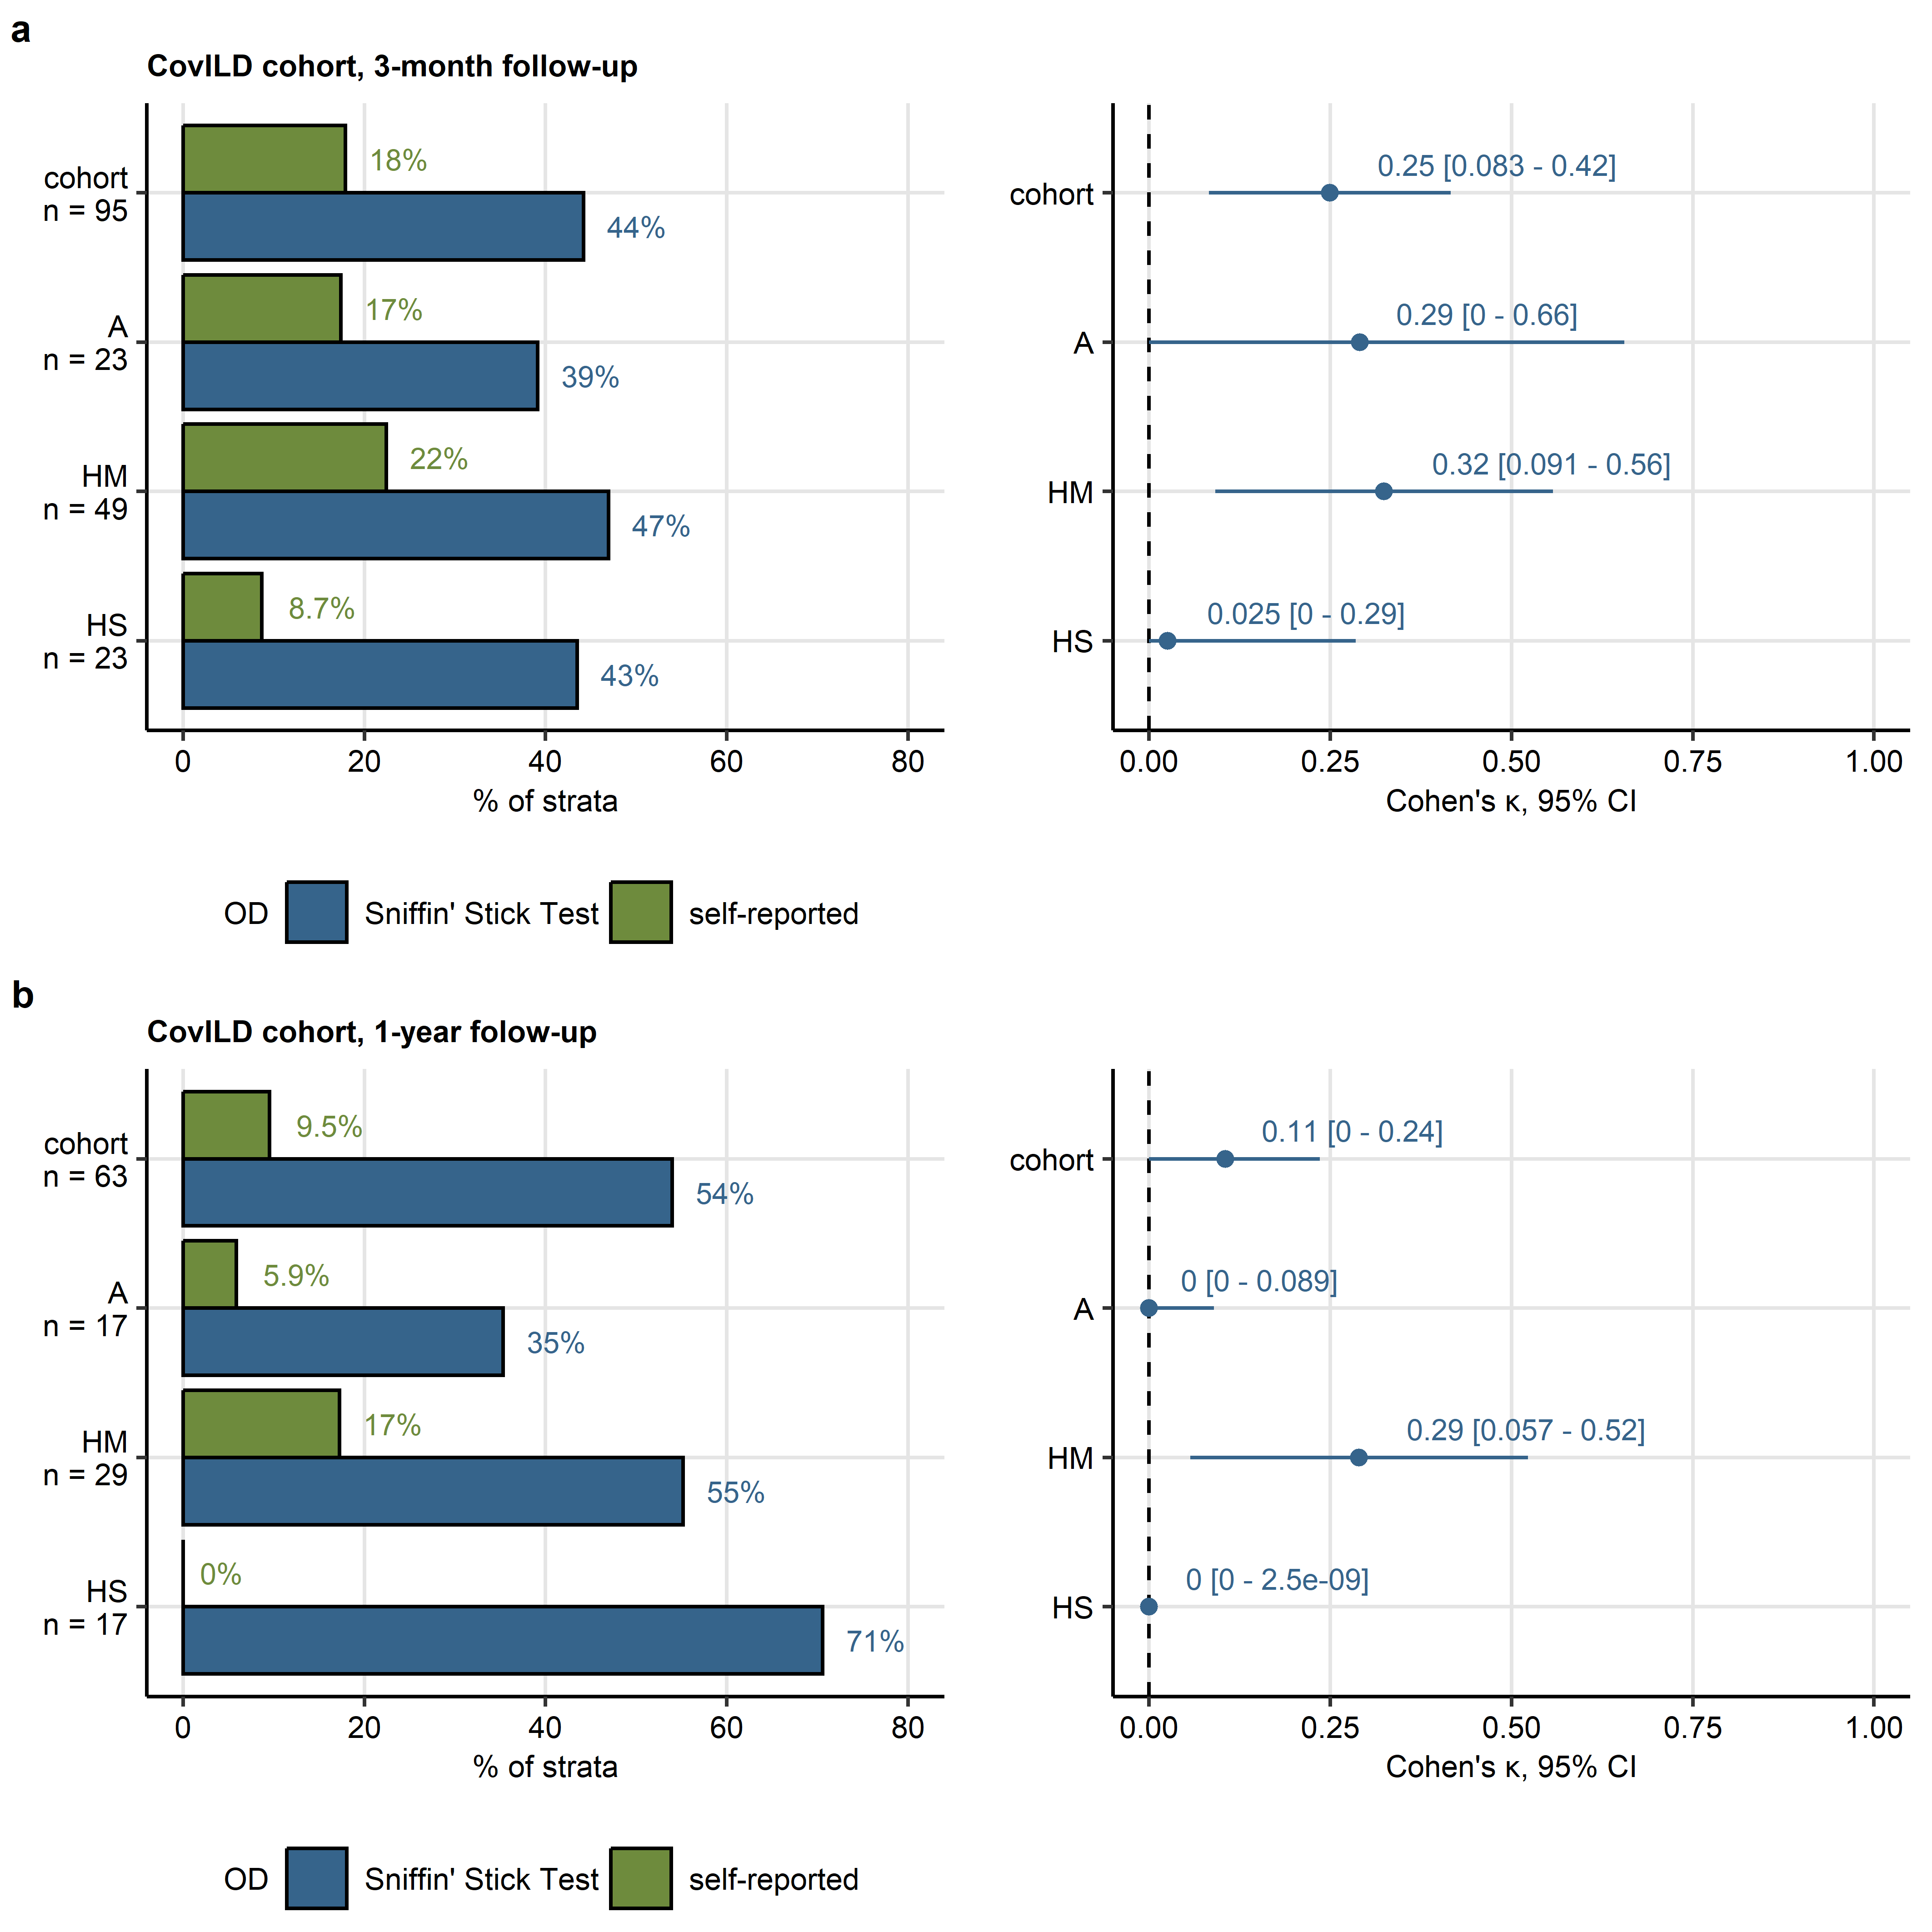 a
CovILD cohort, 3-month follow-up
cohort
n = 95
A
n = 23
HM
n = 49
HS
n = 23
18%
44%
17%
39%
22%
47%
8.7%
43%
0 20 40 60 80
% of strata
OD Sniffin' Stick Test self-reported
cohort
A
HM
HS
0.25 [0.083 - 0.42]
0.29 [0 - 0.66]
0.32 [0.091 - 0.56]
0.025 [0 - 0.29]
0.00 0.25 0.50 0.75 1.00
Cohen's κ, 95% CI
b
CovILD cohort, 1-year folow-up
cohort
n = 63
A
n = 17
HM
n = 29
HS
n = 17
9.5%
54%
5.9%
35%
17%
55%
0%
71%
0 20 40 60 80
% of strata
OD Sniffin' Stick Test self-reported
cohort
A
HM
HS
0.11 [0 - 0.24]
0 [0 - 0.089]
0.29 [0.057 - 0.52]
0 [0 - 2.5e-09]
0.00 0.25 0.50 0.75 1.00
Cohen's κ, 95% CI